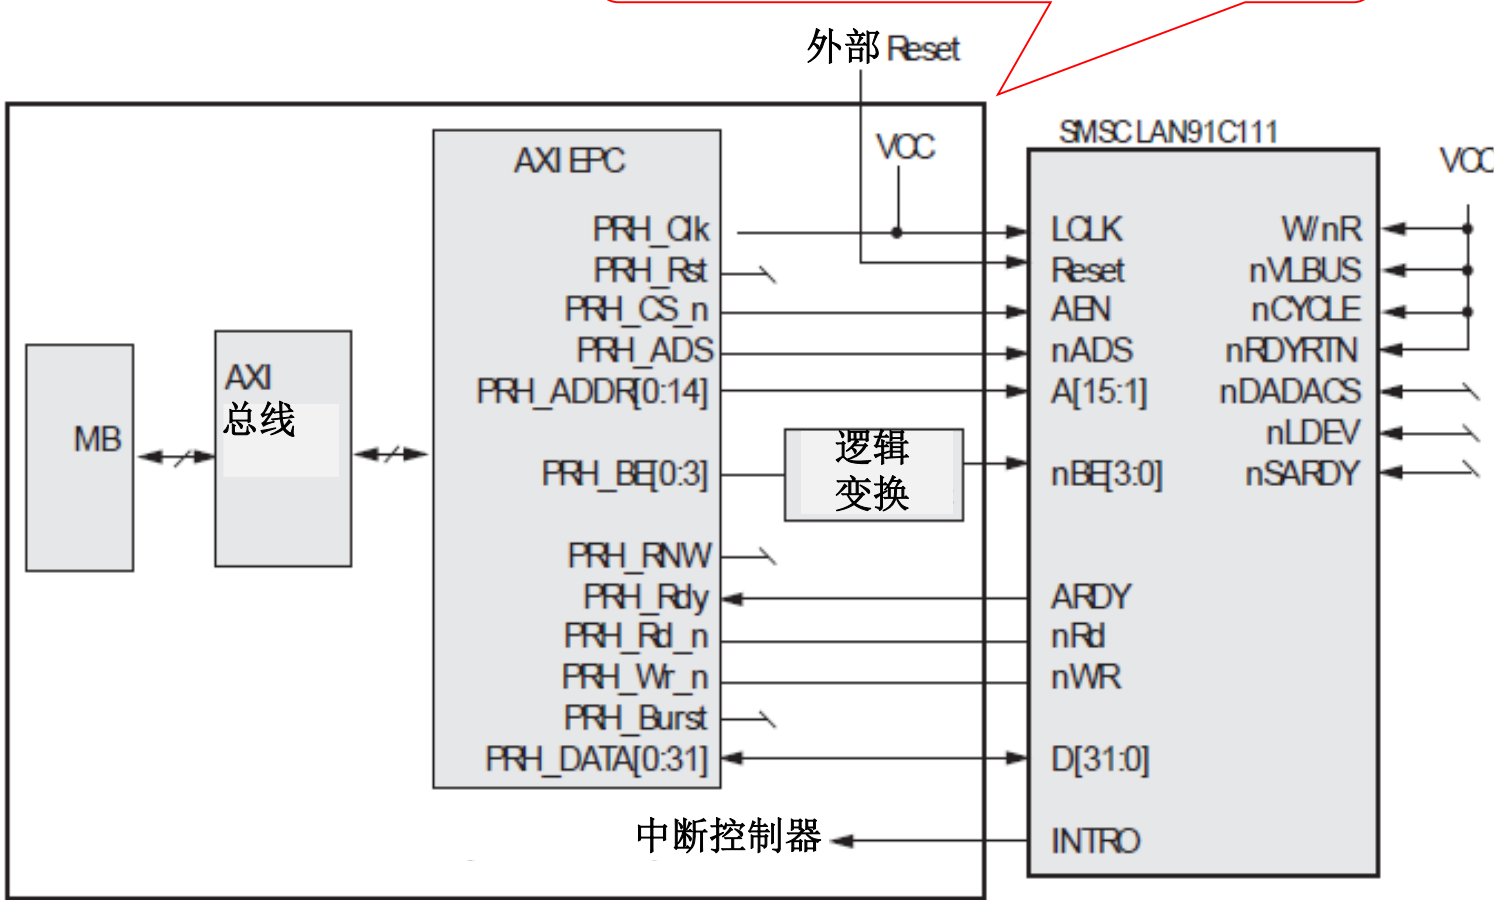 外部 Reset
VCC
SMSC LAN91C111
VCC
AXI EPC
PRH_Clk
PRH_Rst
PRH_CS_n
PRH_ADS
PRH_ADDR[0:14]
PRH_BE[0:3]
PRH_RNW
PRH_Rdy
PRH_Rd_n
PRH_Wr_n
PRH_Burst
PRH_DATA[0:31]
MB
AXI
总线
逻辑
变换
LCLK
Reset
AEN
nADS
A[15:1]
nBE[3:0]
ARDY
nRd
nWR
D[31:0]
INTRO
W/nR
nVLBUS
nCYCLE
nRDYRTN
nDADACS
nLDEV
nSARDY
中断控制器